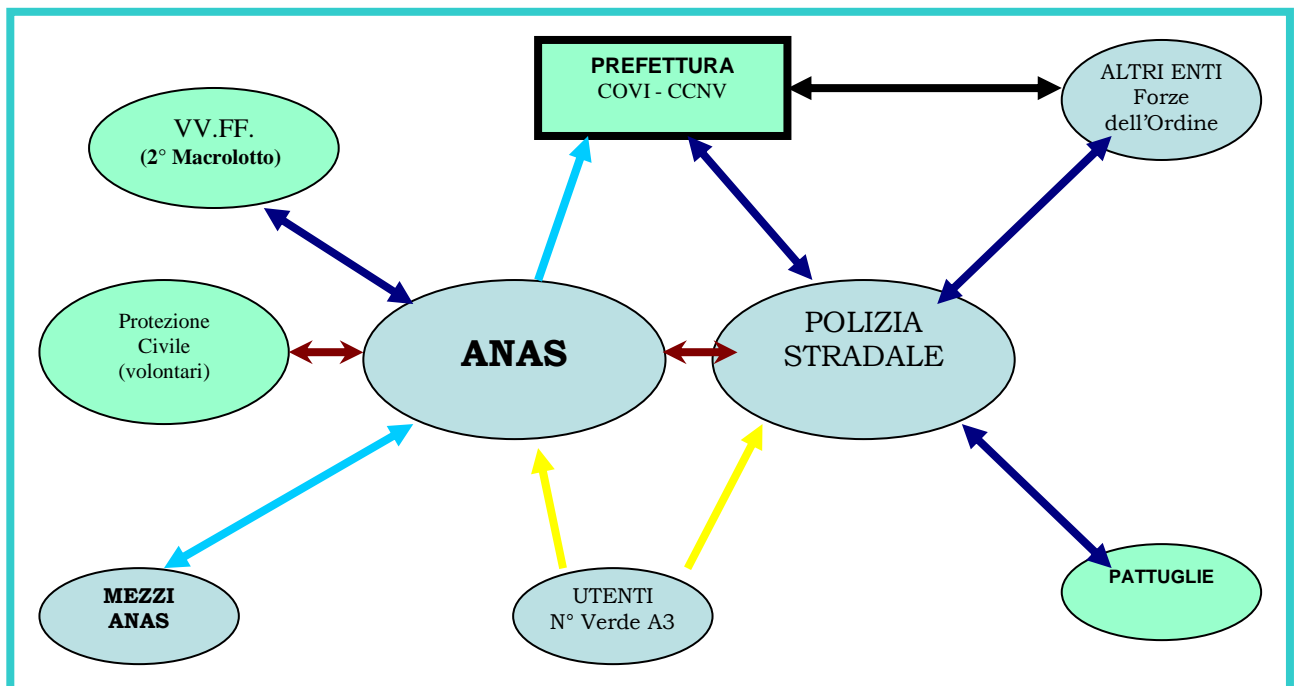 PREFETTURA
COVI - CCNV
ALTRI ENTI
Forze
dell'Ordine
VV.FF.
(2° Macrolotto)
Protezione
Civile
(volontari)
ANAS
POLIZIA
STRADALE
MEZZI
ANAS
UTENTI
N° Verde A3
PATTUGLIE